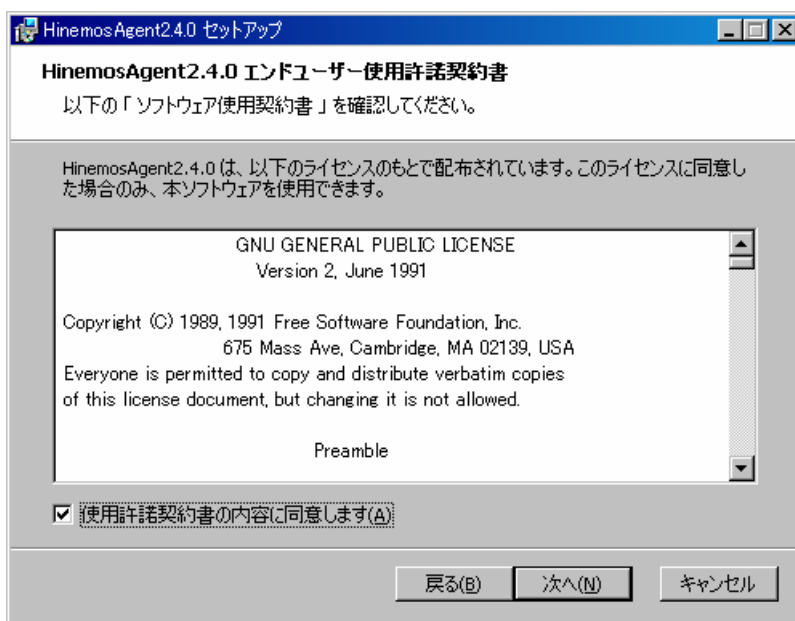 HinemosAgent2.4.0 セットアップ
HinemosAgent2.4.0 エンドユーザー使用許諾契約書
以下の「ソフトウェア使用契約書」を確認してください。
HinemosAgent2.4.0 は、以下のライセンスのもとで配布されています。このライセンスに同意し
た場合のみ、本ソフトウェアを使用できます。
GNU GENERAL PUBLIC LICENSE
Version 2, June 1991
Copyright (C) 1989, 1991 Free Software Foundation, Inc.
675 Mass Ave, Cambridge, MA 02139, USA
Everyone is permitted to copy and distribute verbatim copies
of this license document, but changing it is not allowed.
Preamble
使用許諾契約書の内容に同意します(A)
戻る(B) 次へ(N) キャンセル